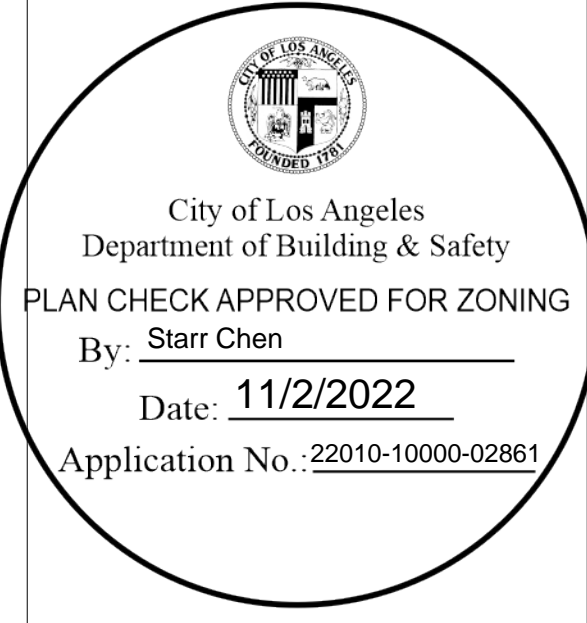 CITY OF LOS ANGELES
FOUNDED 1781
City of Los Angeles
Department of Building & Safety
PLAN CHECK APPROVED FOR ZONING
By: Starr Chen
Date: 11/2/2022
Application No.: 22010-10000-02861